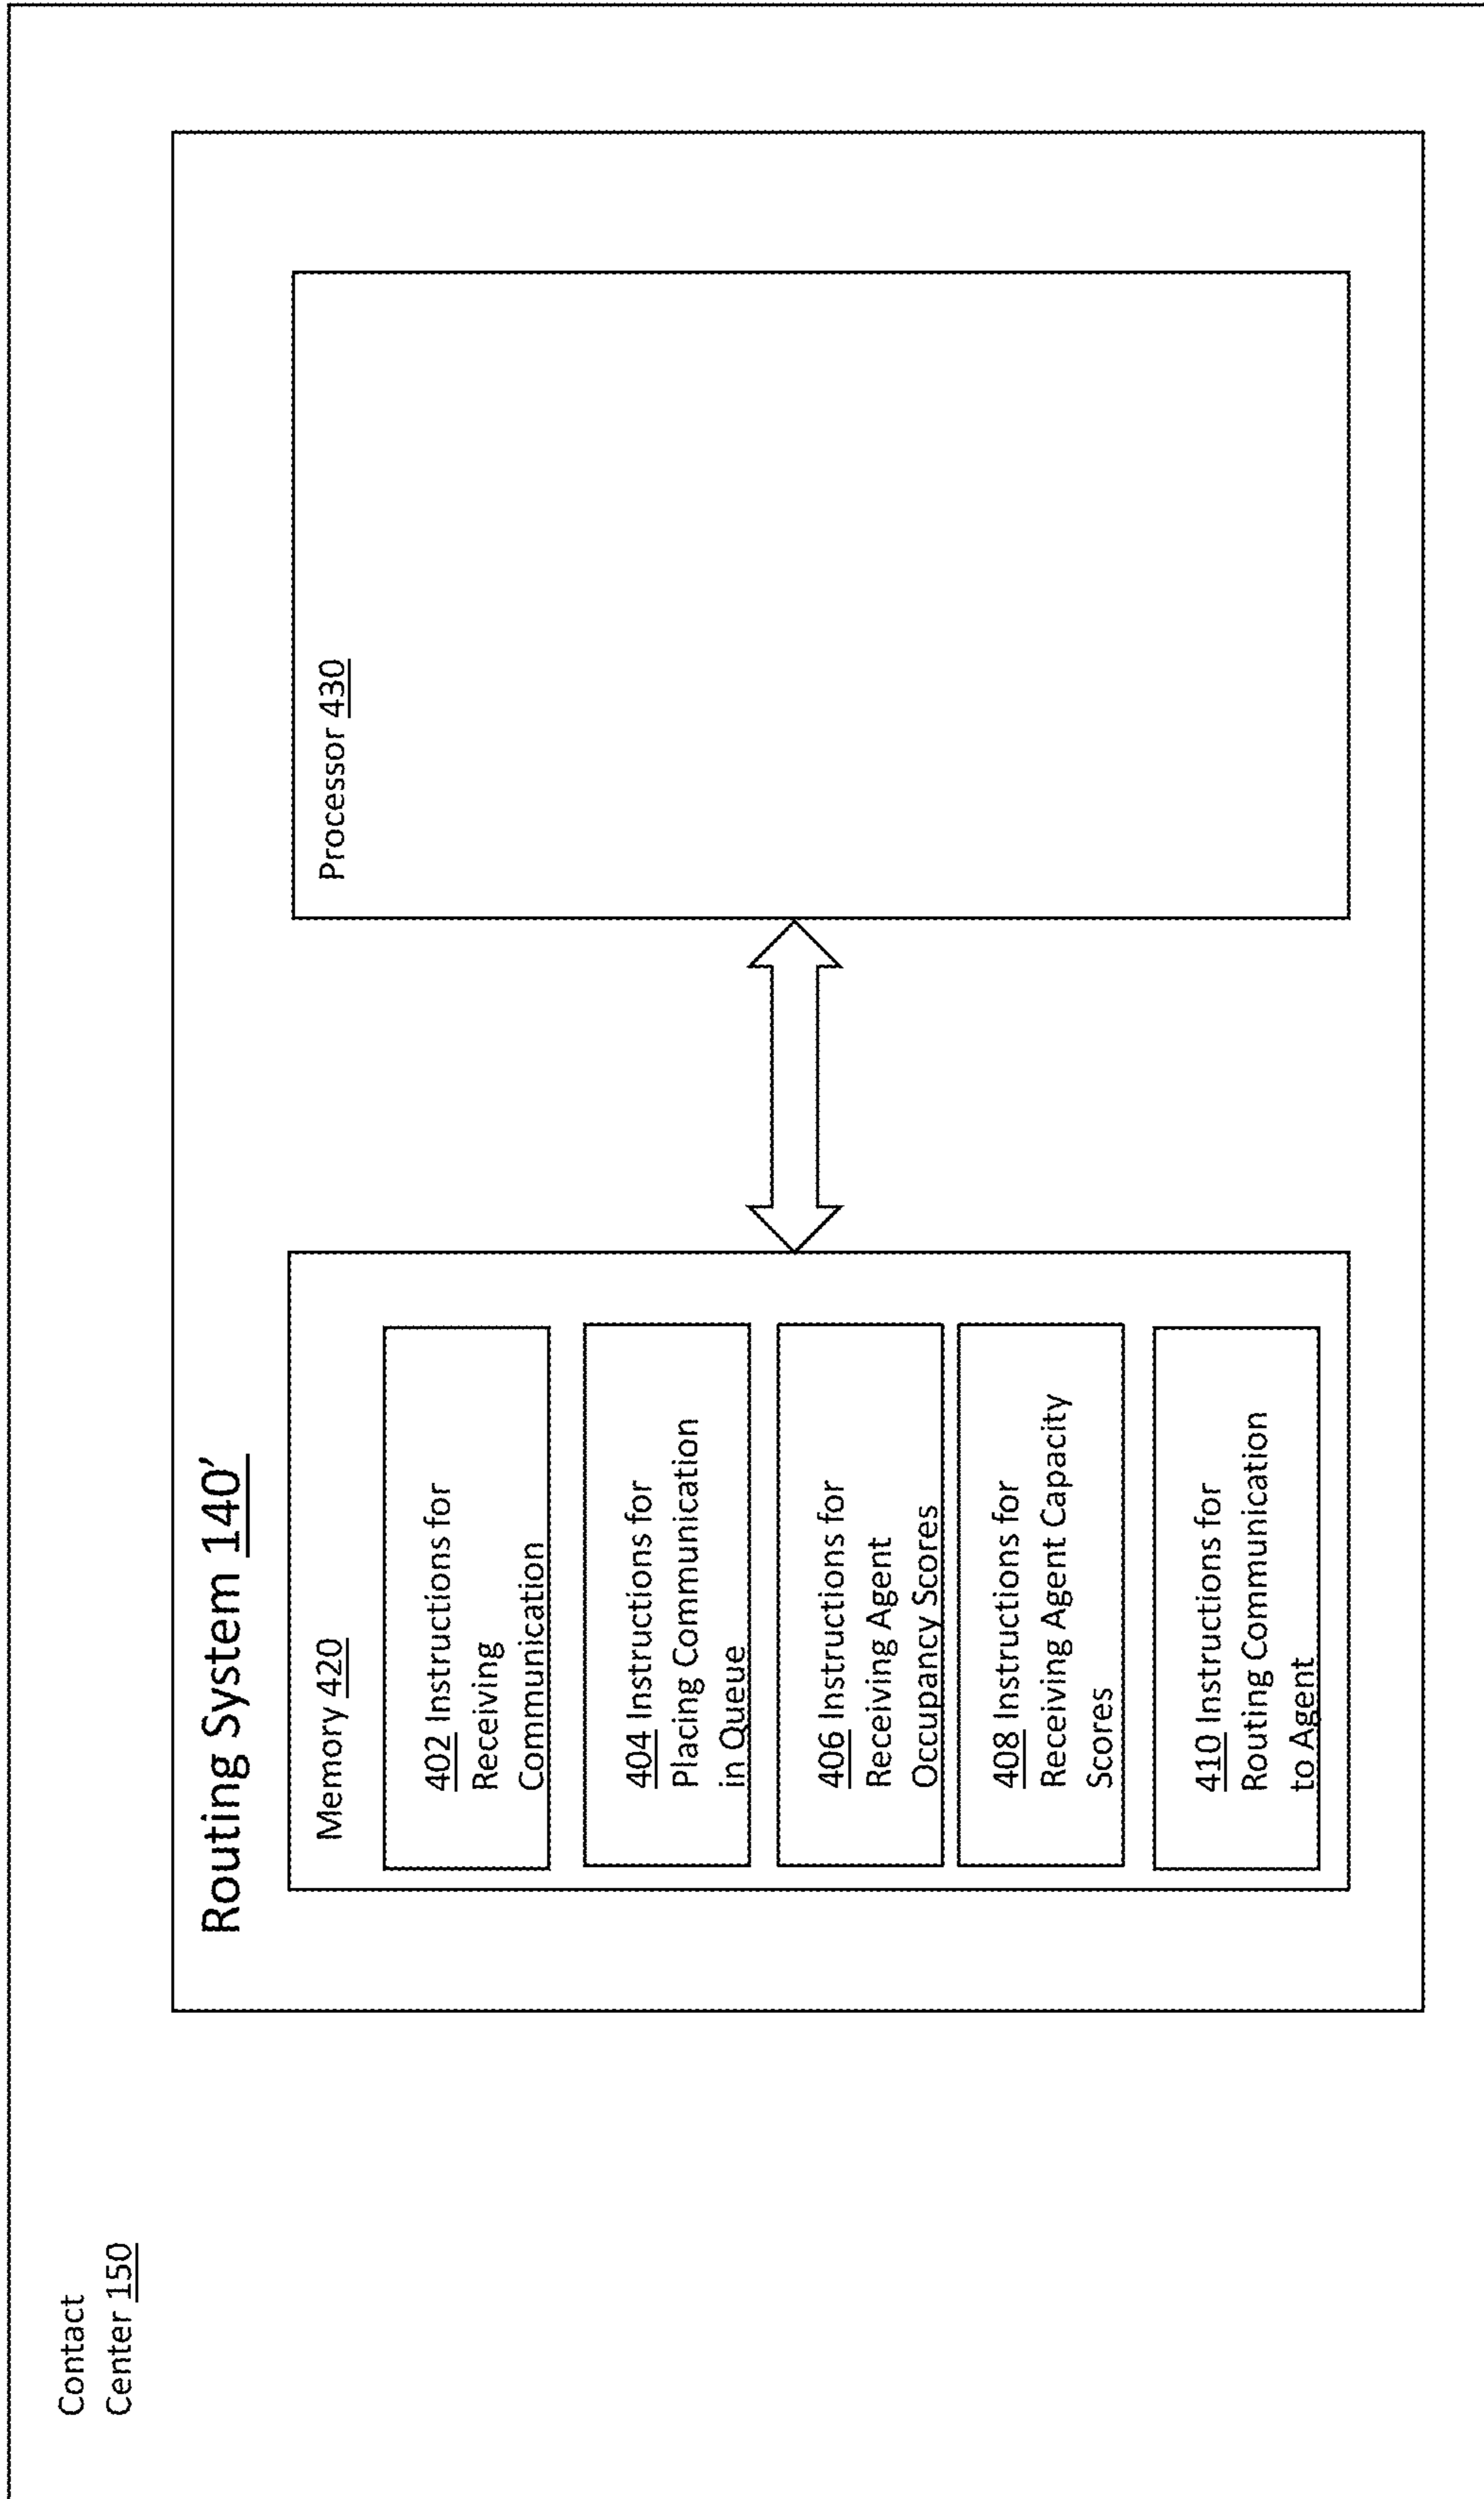 Contact
Center 150
Routing System 140'
Memory 420
402 Instructions for
Receiving
Communication
404 Instructions for
Placing Communication
in Queue
406 Instructions for
Receiving Agent
Occupancy Scores
408 Instructions for
Receiving Agent Capacity
Scores
410 Instructions for
Routing Communication
to Agent
Processor 430